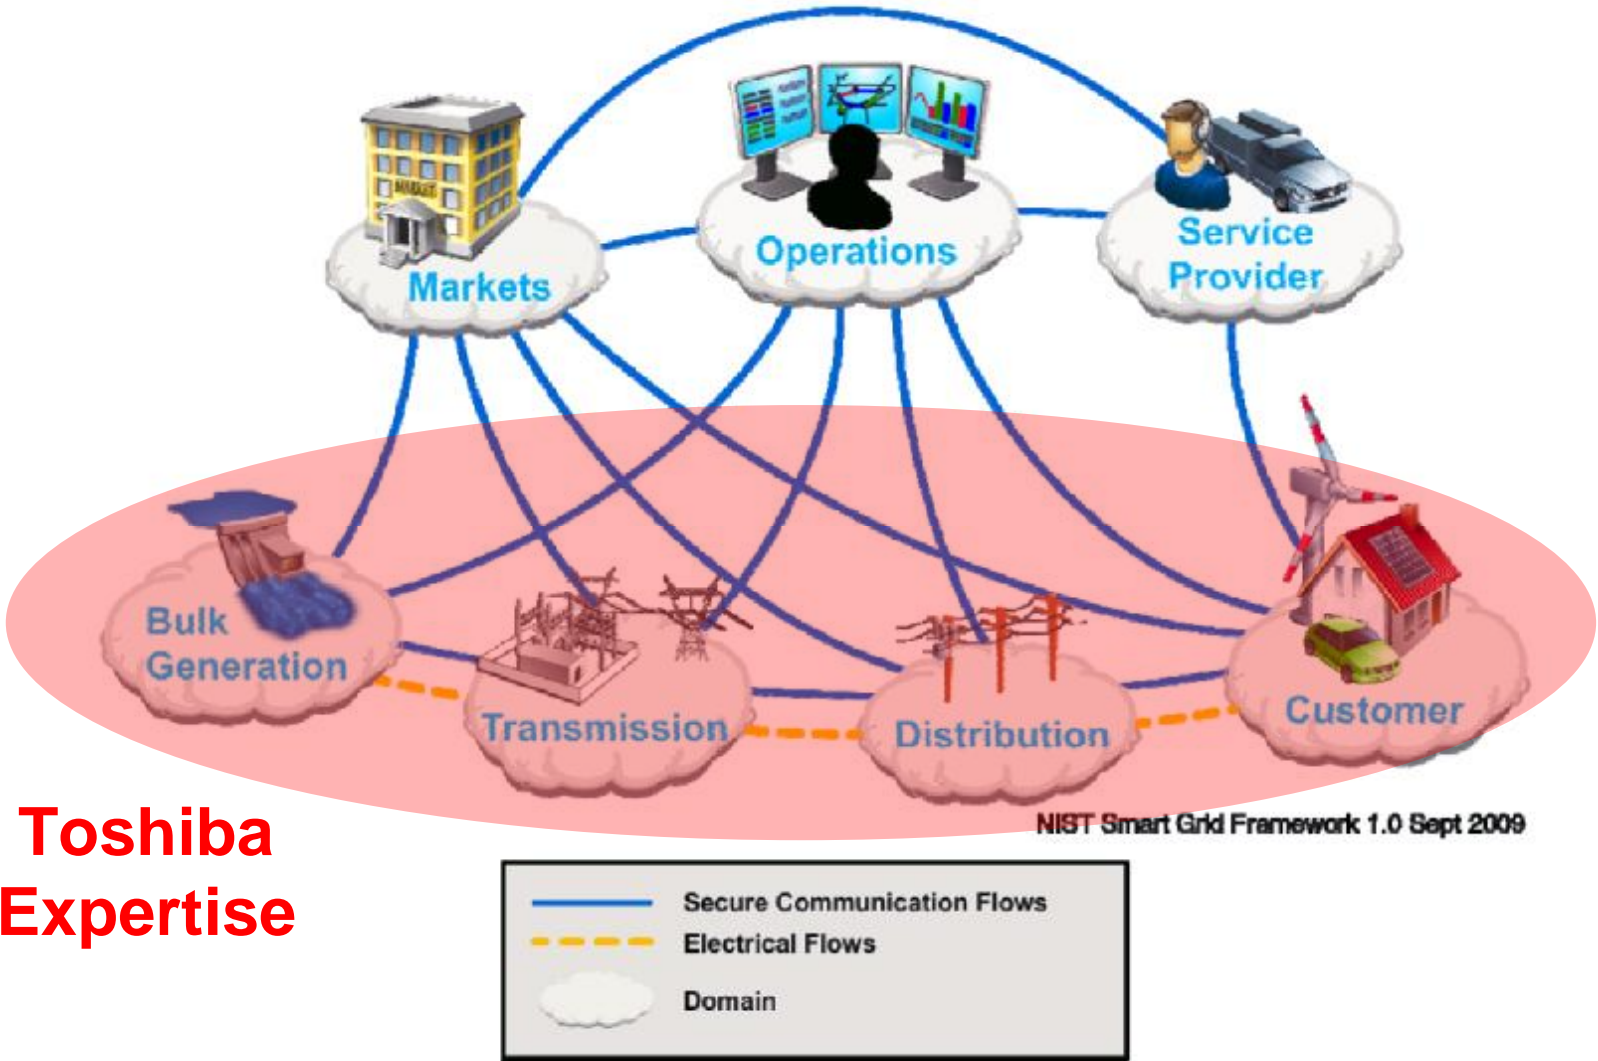 MARKET
Markets
Operations
Service
Provider
Bulk
Generation
Transmission
Distribution
Customer
NIST Smart Grid Framework 1.0 Sept 2009
Toshiba
Expertise
Secure Communication Flows
Electrical Flows
Domain